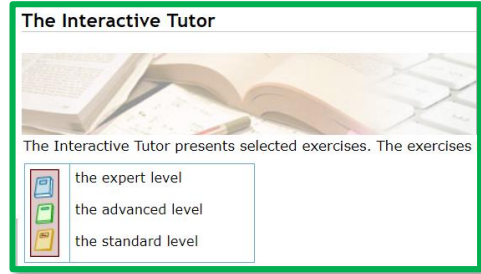 The Interactive Tutor
The Interactive Tutor presents selected exercises. The exercises
the expert level
the advanced level
the standard level